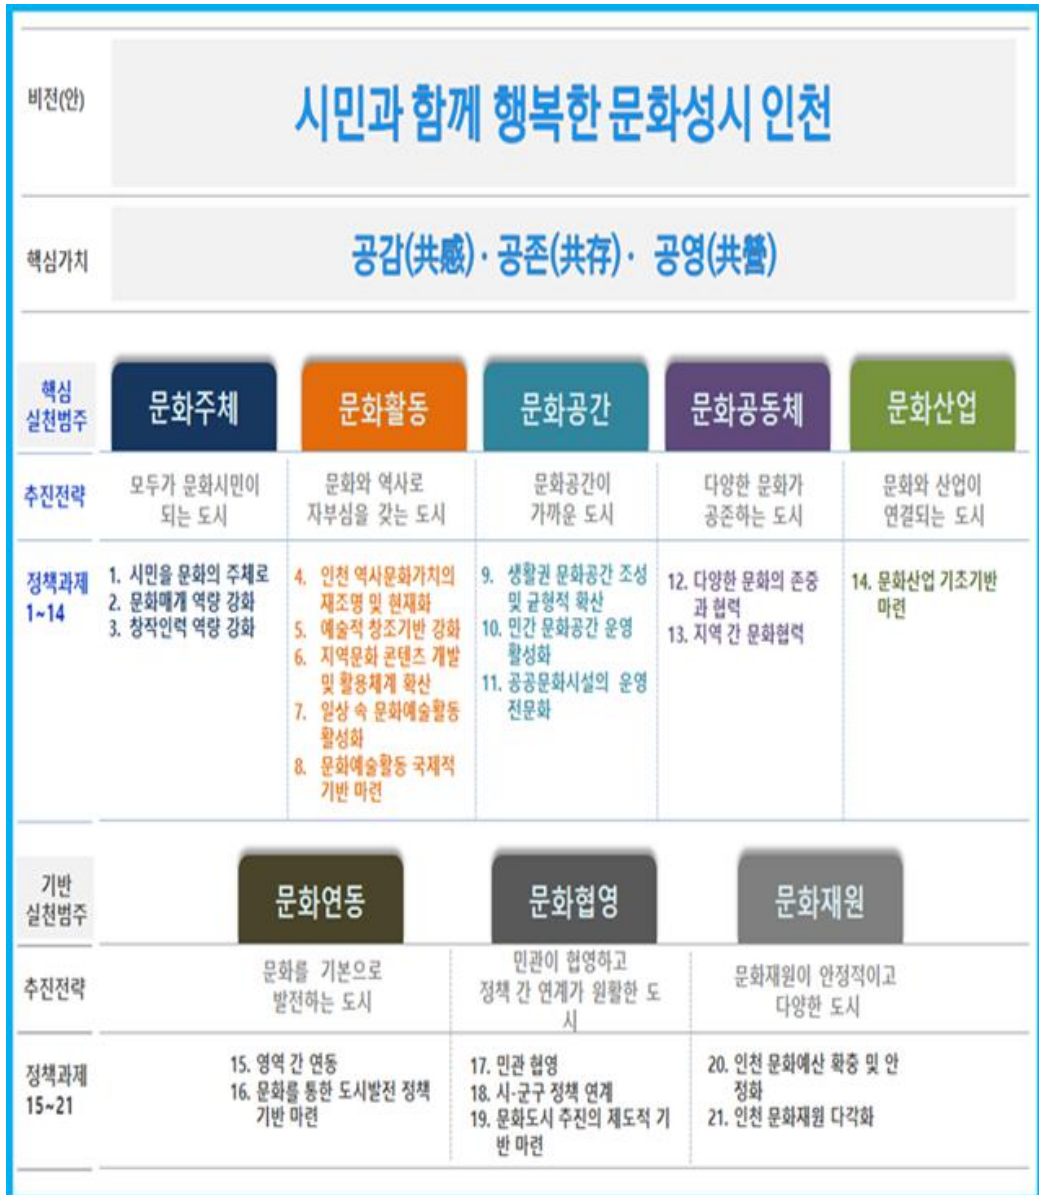 비전(안)
시민과 함께 행복한 문화성시 인천
핵심가치
공감(共感) · 공존(共存) · 공영(共營)
핵심
실천범주
문화주체
문화활동
문화공간
문화공동체
문화산업
추진전략
모두가 문화시민이
되는 도시
문화와 역사로
자부심을 갖는 도시
문화공간이
가까운 도시
다양한 문화가
공존하는 도시
문화와 산업이
연결되는 도시
정책과제
1~14
1. 시민을 문화의 주체로
2. 문화매개 역량 강화
3. 창작인력 역량 강화
4. 인천 역사문화가치의
재조명 및 현재화
5. 예술적 창조기반 강화
6. 지역문화 콘텐츠 개발
및 활용체계 확산
7. 일상 속 문화예술활동
활성화
8. 문화예술활동 국제적
기반 마련
9. 생활권 문화공간 조성
및 균형적 확산
10. 민간 문화공간 운영
활성화
11. 공공문화시설의 운영
전문화
12. 다양한 문화의 존중
과 협력
13. 지역 간 문화협력
14. 문화산업 기초기반
마련
기반
실천범주
문화연동
문화협영
문화재원
추진전략
문화를 기본으로
발전하는 도시
민관이 협영하고
정책 간 연계가 원활한 도
시
문화재원이 안정적이고
다양한 도시
정책과제
15~21
15. 영역 간 연동
16. 문화를 통한 도시발전 정책
기반 마련
17. 민관 협영
18. 시-군구 정책 연계
19. 문화도시 추진의 제도적 기
반 마련
20. 인천 문화예산 확충 및 안
정화
21. 인천 문화재원 다각화